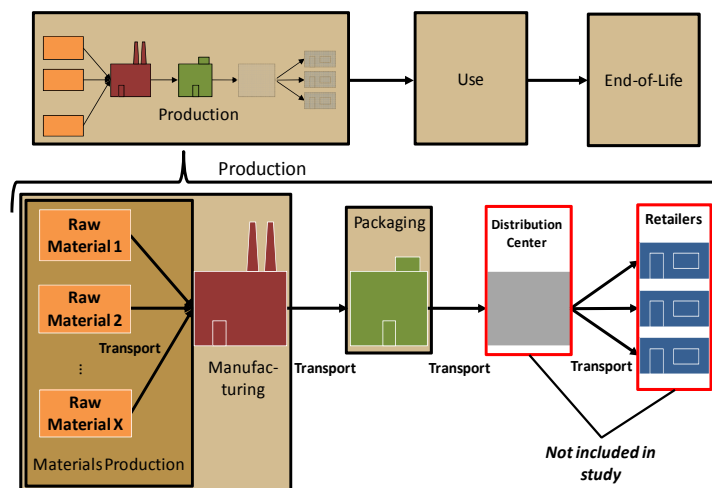 Production
Use
End-of-Life
Production
Raw
Material 1
Raw
Material 2
Transport
...
Raw
Material X
Materials Production
Manufac-
turing
Transport
Packaging
Transport
Distribution
Center
Transport
Retailers
Not included in
study